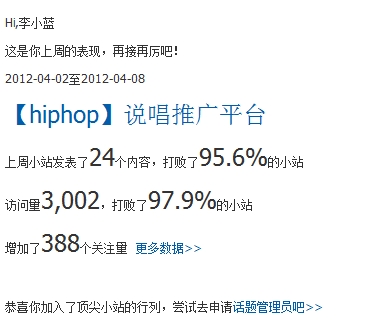 Hi,李小蓝
这是你上周的表现，再接再厉吧!
2012-04-02至2012-04-08
【hiphop】说唱推广平台
上周小站发表了24个内容，打败了95.6%的小站
访问量3,002，打败了97.9%的小站
增加了388个关注量 更多数据>>
恭喜你加入了顶尖小站的行列，尝试去申请话题管理员吧>>